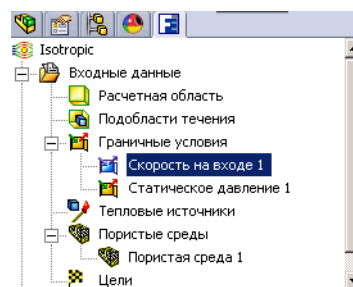 Isotropic
Входные данные
Расчетная область
Подобласти течения
Граничные условия
Скорость на входе 1
Статическое давление 1
Тепловые источники
Пористые среды
Пористая среда 1
Цели